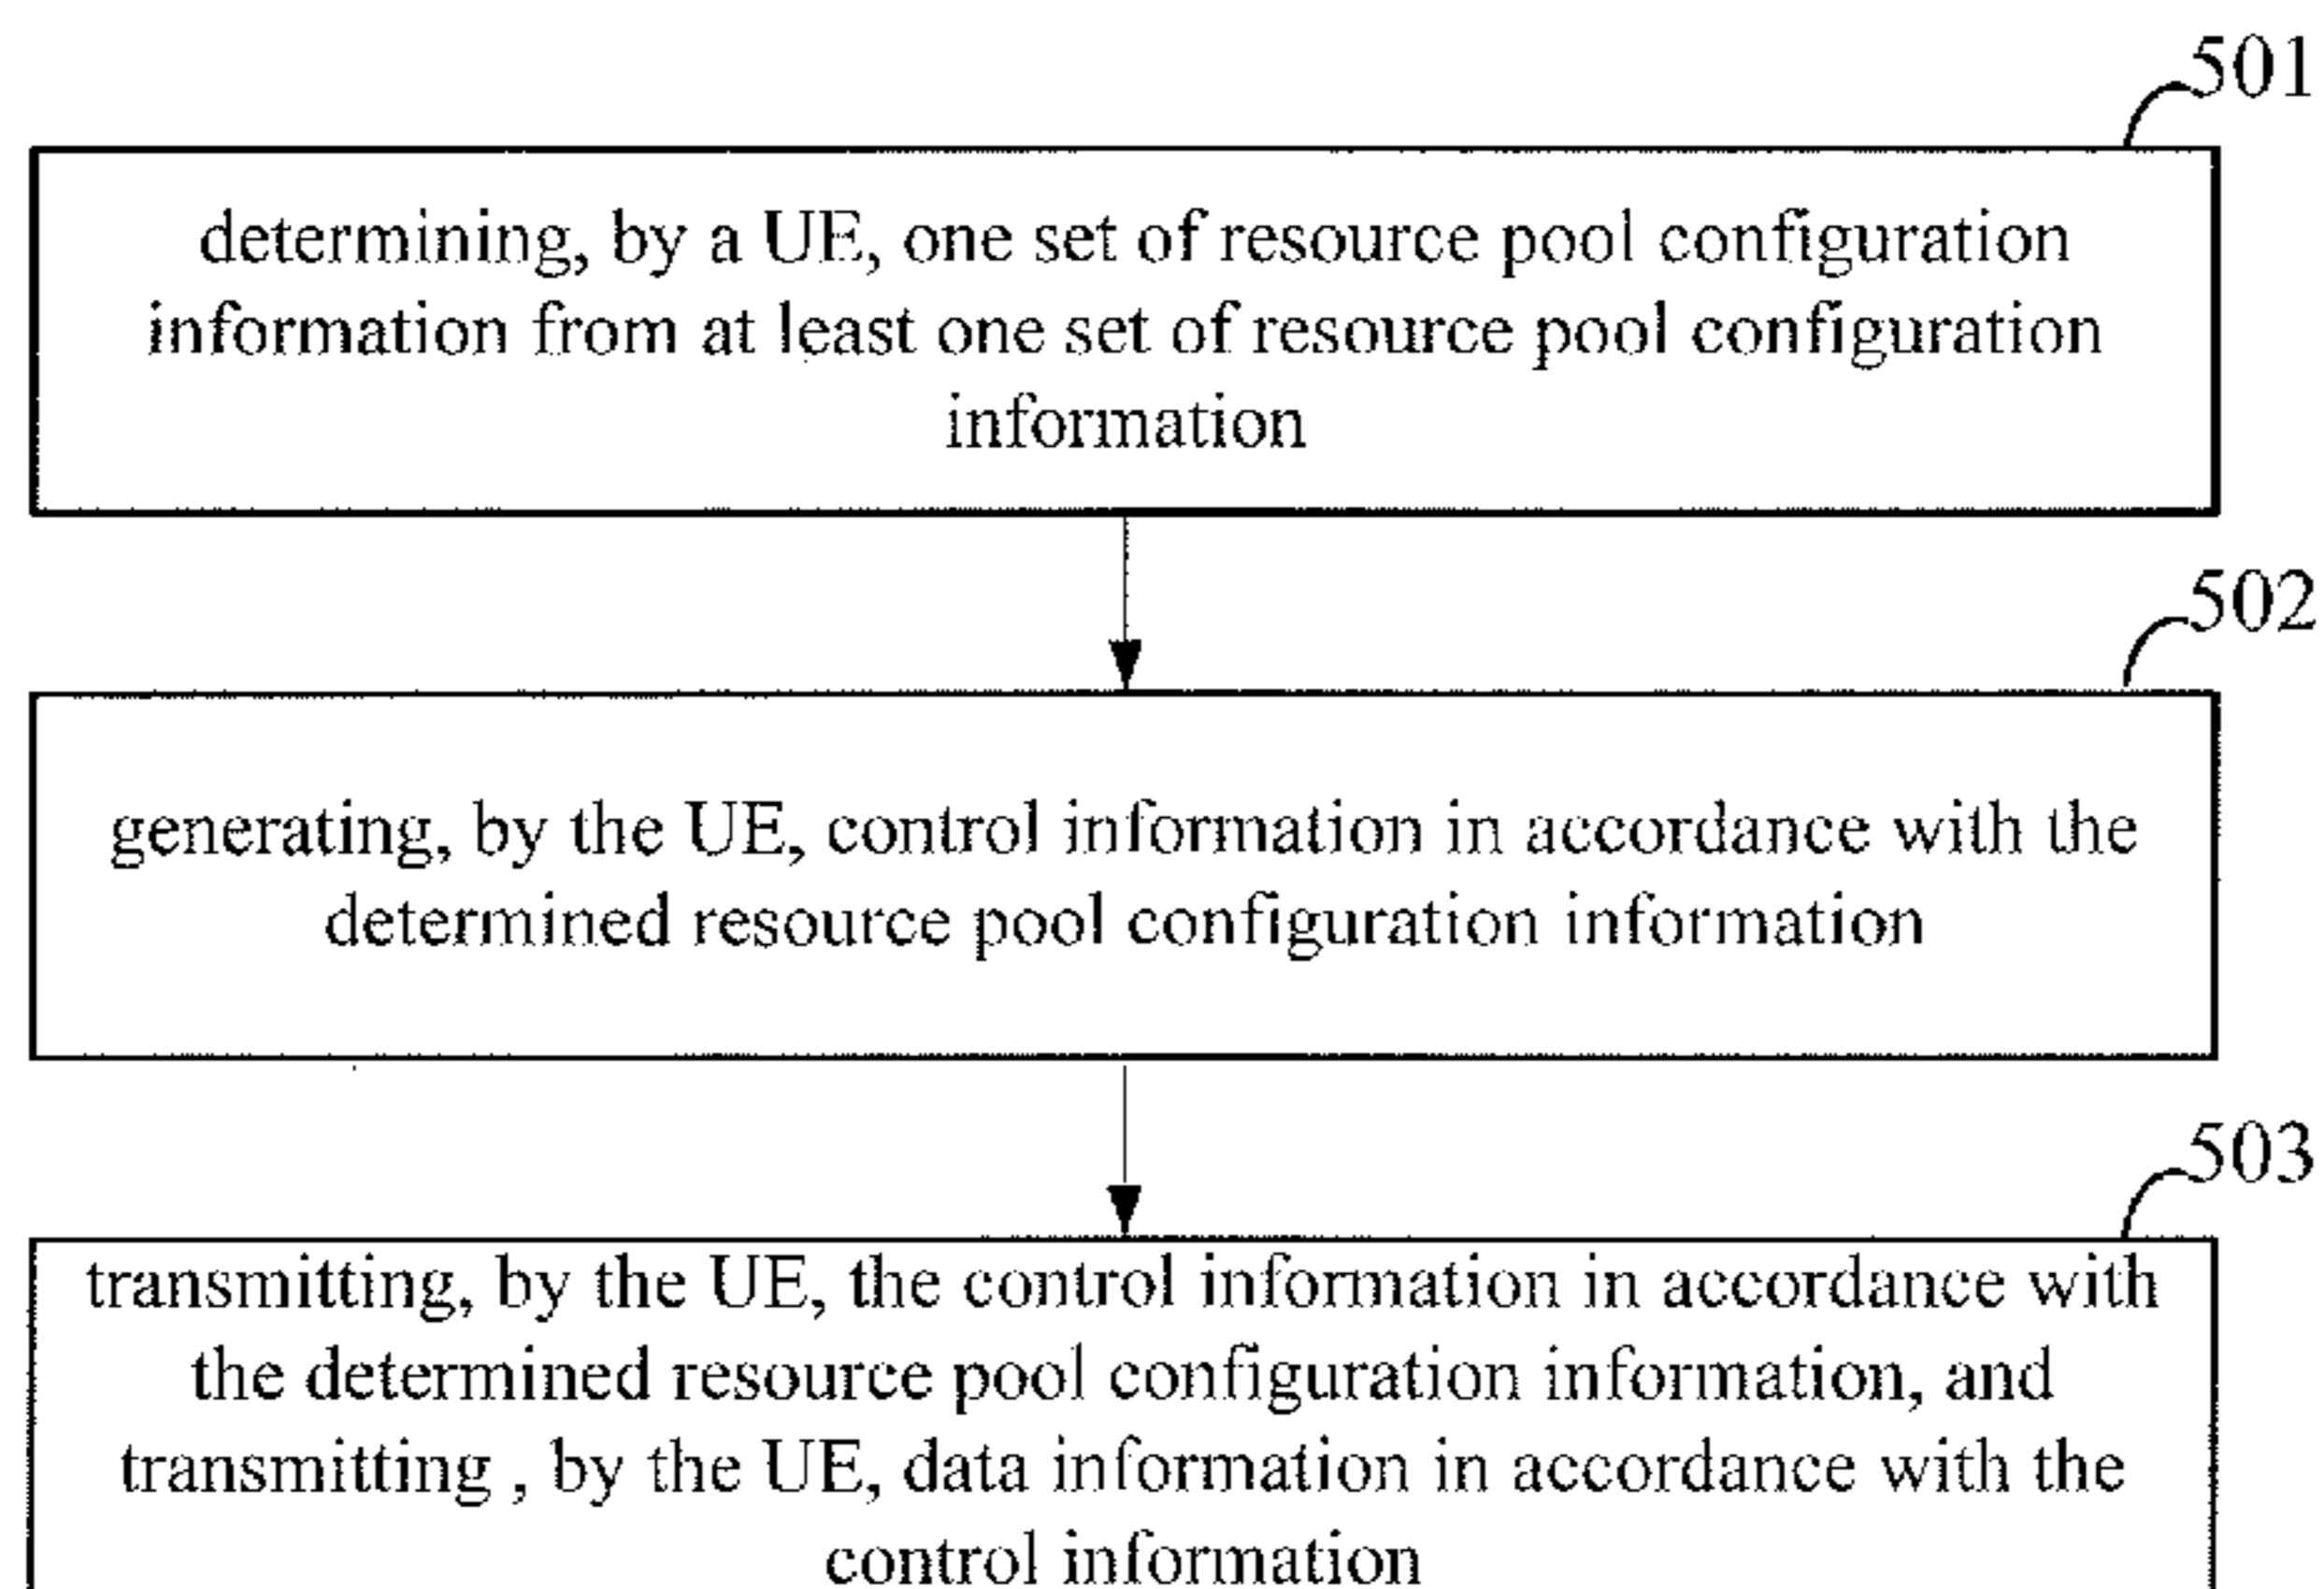 501
determining, by a UE, one set of resource pool configuration
information from at least one set of resource pool configuration
information
502
generating, by the UE, control information in accordance with the
determined resource pool configuration information
503
transmitting, by the UE, the control information in accordance with
the determined resource pool configuration information, and
transmitting , by the UE, data information in accordance with the
control information